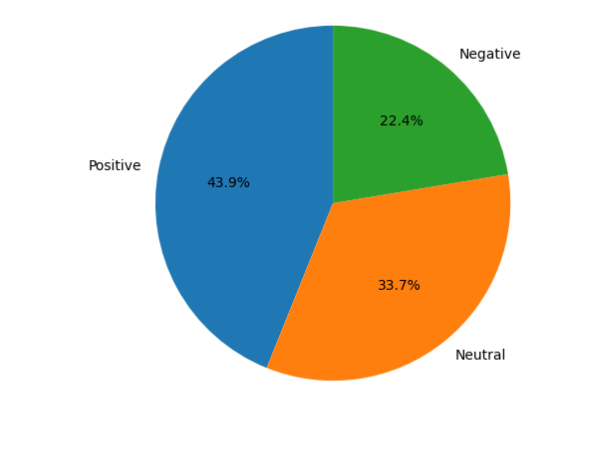 Negative
22.4%
Positive
43.9%
33.7%
Neutral